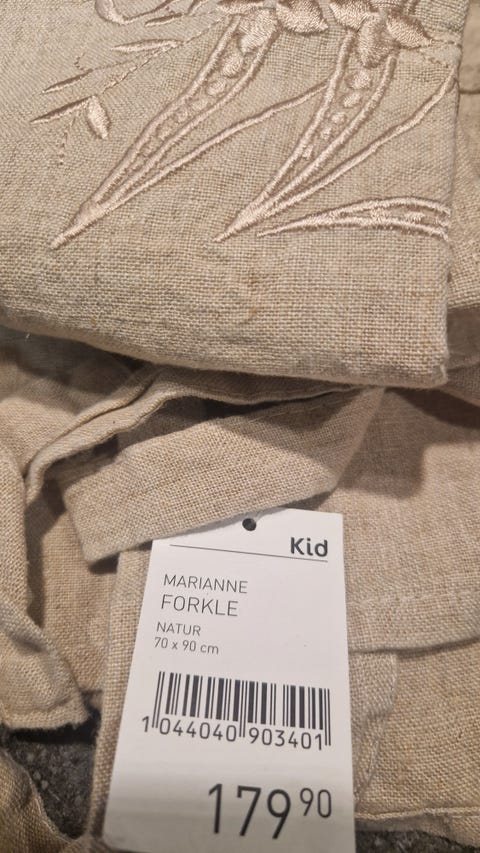 Kid
MARIANNE
FORKLE
NATUR
70 x 90 cm
1 044040 903401
179 90